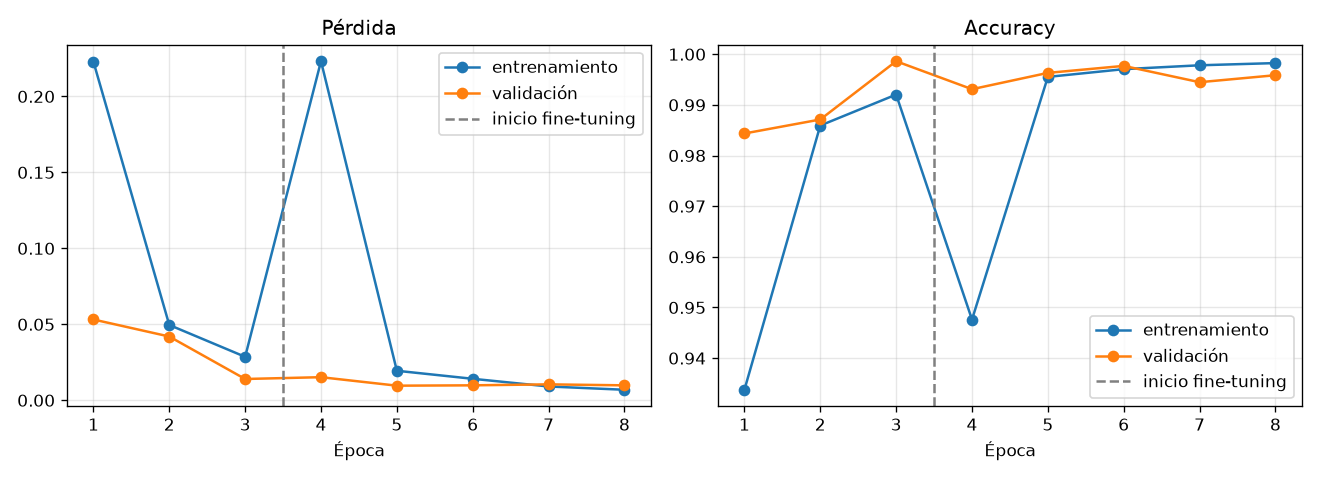 Pérdida
0.20
0.15
0.10
0.05
0.00
entrenamiento
validación
inicio fine-tuning
1 2 3 4 5 6 7 8
Época
Accuracy
1.00
0.99
0.98
0.97
0.96
0.95
0.94
entrenamiento
validación
inicio fine-tuning
1 2 3 4 5 6 7 8
Época